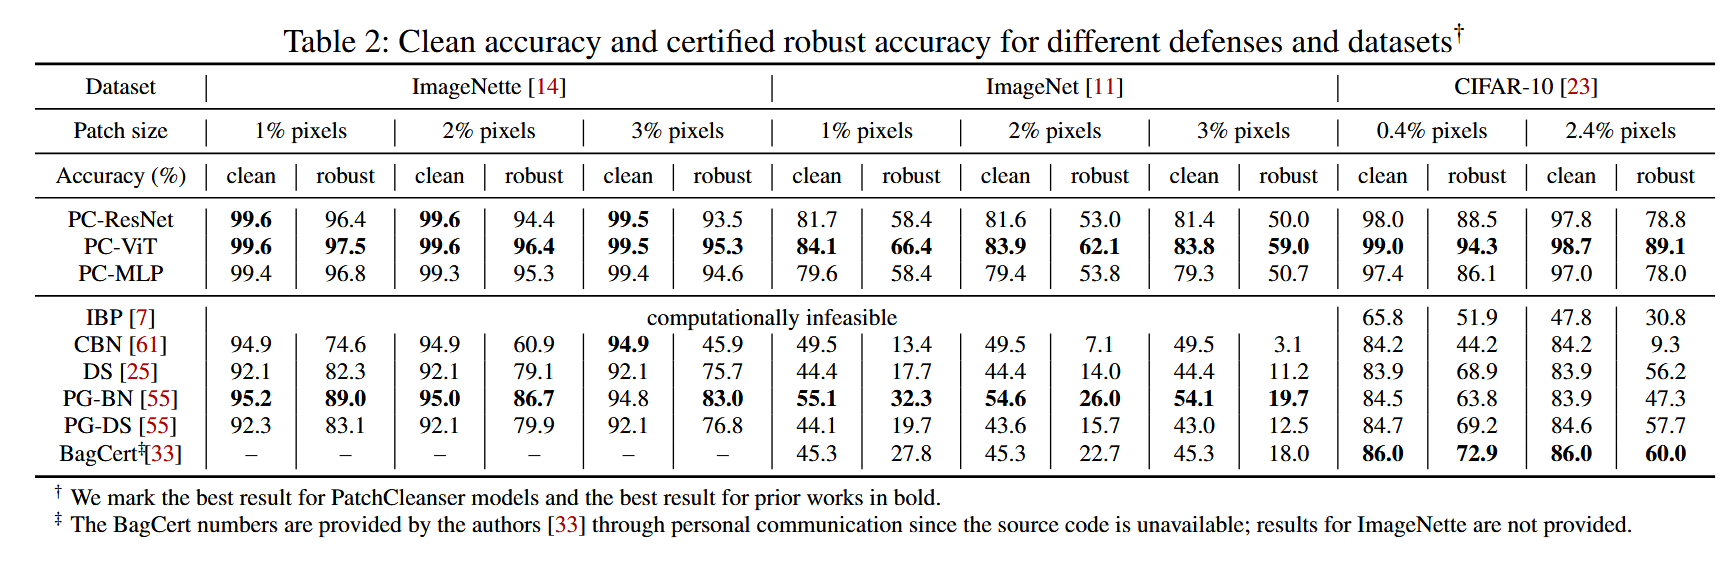 Table 2: Clean accuracy and certified robust accuracy for different defenses and datasets†
Dataset | ImageNette [14] | ImageNet [11] | CIFAR-10 [23]
Patch size | 1% pixels | 2% pixels | 3% pixels | 1% pixels | 2% pixels | 3% pixels | 0.4% pixels | 2.4% pixels
Accuracy (%) | clean | robust | clean | robust | clean | robust | clean | robust | clean | robust | clean | robust | clean | robust | clean | robust
PC-ResNet | 99.6 | 96.4 | 99.6 | 94.4 | 99.5 | 93.5 | 81.7 | 58.4 | 81.6 | 53.0 | 81.4 | 50.0 | 98.0 | 88.5 | 97.8 | 78.8
PC-ViT | 99.6 | 97.5 | 99.6 | 96.4 | 99.5 | 95.3 | 84.1 | 66.4 | 83.9 | 62.1 | 83.8 | 59.0 | 99.0 | 94.3 | 98.7 | 89.1
PC-MLP | 99.4 | 96.8 | 99.3 | 95.3 | 99.4 | 94.6 | 79.6 | 58.4 | 79.4 | 53.8 | 79.3 | 50.7 | 97.4 | 86.1 | 97.0 | 78.0
IBP [7] | computationally infeasible | 65.8 | 51.9 | 47.8 | 30.8
CBN [61] | 94.9 | 74.6 | 94.9 | 60.9 | 94.9 | 45.9 | 49.5 | 13.4 | 49.5 | 7.1 | 49.5 | 3.1 | 84.2 | 44.2 | 84.2 | 9.3
DS [25] | 92.1 | 82.3 | 92.1 | 79.1 | 92.1 | 75.7 | 44.4 | 17.7 | 44.4 | 14.0 | 44.4 | 11.2 | 83.9 | 68.9 | 83.9 | 56.2
PG-BN [55] | 95.2 | 89.0 | 95.0 | 86.7 | 94.8 | 83.0 | 55.1 | 32.3 | 54.6 | 26.0 | 54.1 | 19.7 | 84.5 | 63.8 | 83.9 | 47.3
PG-DS [55] | 92.3 | 83.1 | 92.1 | 79.9 | 92.1 | 76.8 | 44.1 | 19.7 | 43.6 | 15.7 | 43.0 | 12.5 | 84.7 | 69.2 | 84.6 | 57.7
BagCert‡[33] | – | – | – | – | – | – | 45.3 | 27.8 | 45.3 | 22.7 | 45.3 | 18.0 | 86.0 | 72.9 | 86.0 | 60.0
† We mark the best result for PatchCleanser models and the best result for prior works in bold.
‡ The BagCert numbers are provided by the authors [33] through personal communication since the source code is unavailable; results for ImageNette are not provided.